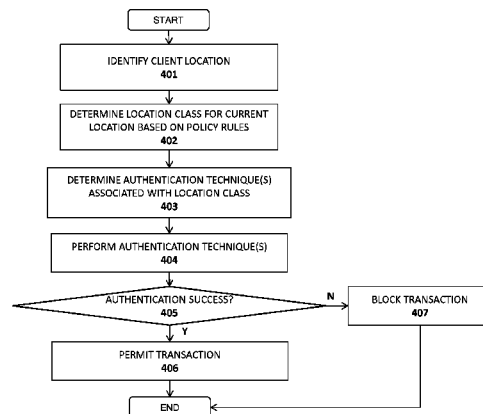 START
IDENTIFY CLIENT LOCATION
401
DETERMINE LOCATION CLASS FOR CURRENT
LOCATION BASED ON POLICY RULES
402
DETERMINE AUTHENTICATION TECHNIQUE(S)
ASSOCIATED WITH LOCATION CLASS
403
PERFORM AUTHENTICATION TECHNIQUE(S)
404
AUTHENTICATION SUCCESS?
405
N
BLOCK TRANSACTION
407
Y
PERMIT TRANSACTION
406
END